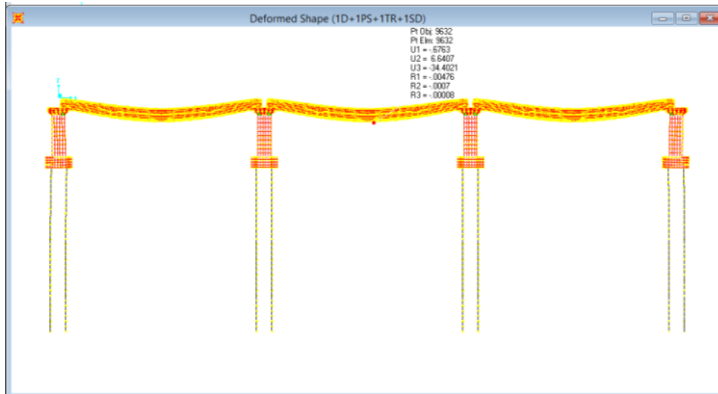 Deformed Shape (1D+1PS+1TR+1SD)
Pt Obj: 9632
Pt Elm: 9632
U1 = -.6763
U2 = 6.6407
U3 = -34.4021
R1 = -.00476
R2 = -.0007
R3 = -.00008